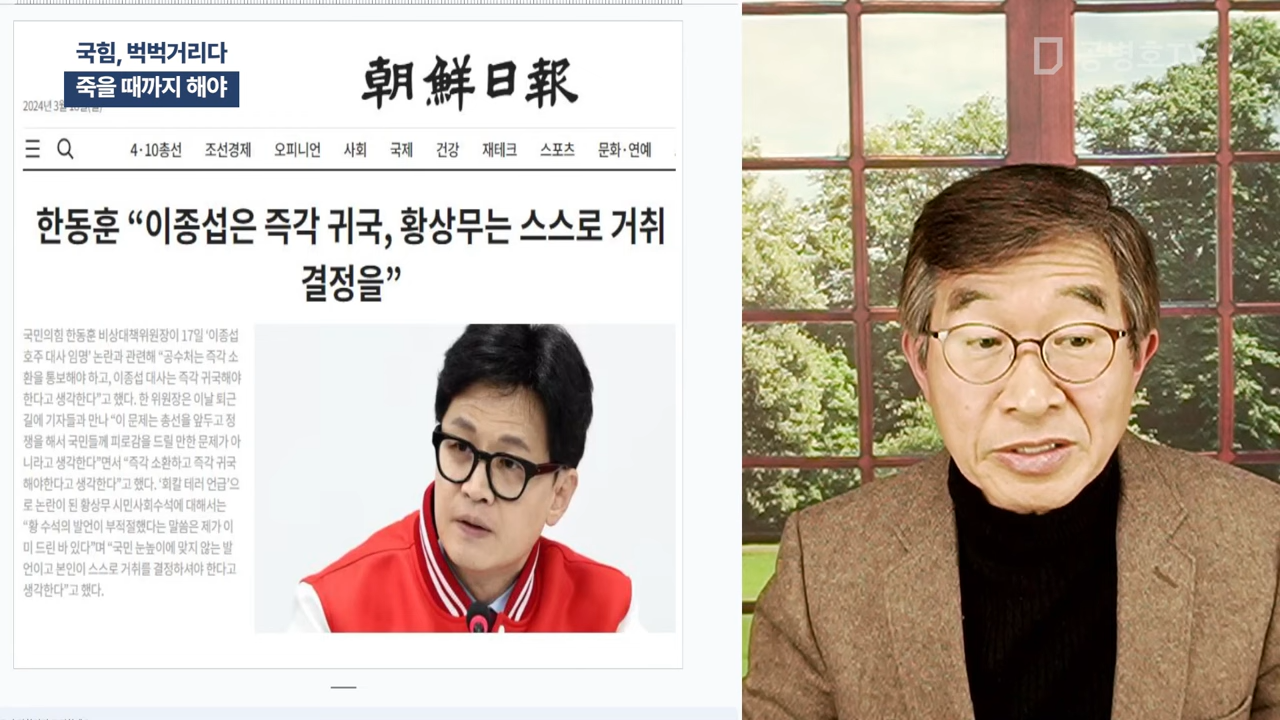 국힘, 벅벅거리다
죽을 때까지 해야
朝鮮日報
2024년 3월
4·10총선 조선경제 오피니언 사회 국제 건강 재테크 스포츠 문화·연예
한동훈 “이종섭은 즉각 귀국, 황상무는 스스로 거취
결정을”
국민의힘 한동훈 비상대책위원장이 17일 ‘이종섭
호주 대사 임명’ 논란과 관련해 “공수처는 즉각 소
환을 통보해야 하고, 이종섭 대사는 즉각 귀국해야
한다고 생각한다”고 했다. 한 위원장은 이날 퇴근
길에 기자들과 만나 “이 문제는 총선을 앞두고 정
쟁을 해서 국민들께 피로감을 드릴 만한 문제가 아
니라고 생각한다”면서 “즉각 소환하고 즉각 귀국
해야한다고 생각한다”고 했다. ‘회칼 테러 언급’으
로 논란이 된 황상무 시민사회수석에 대해서는
“황 수석의 발언이 부적절했다는 말씀은 제가 이
미 드린 바 있다”며 “국민 눈높이에 맞지 않는 발
언이고 본인이 스스로 거취를 결정하셔야 한다고
생각한다”고 했다.
공병호TV